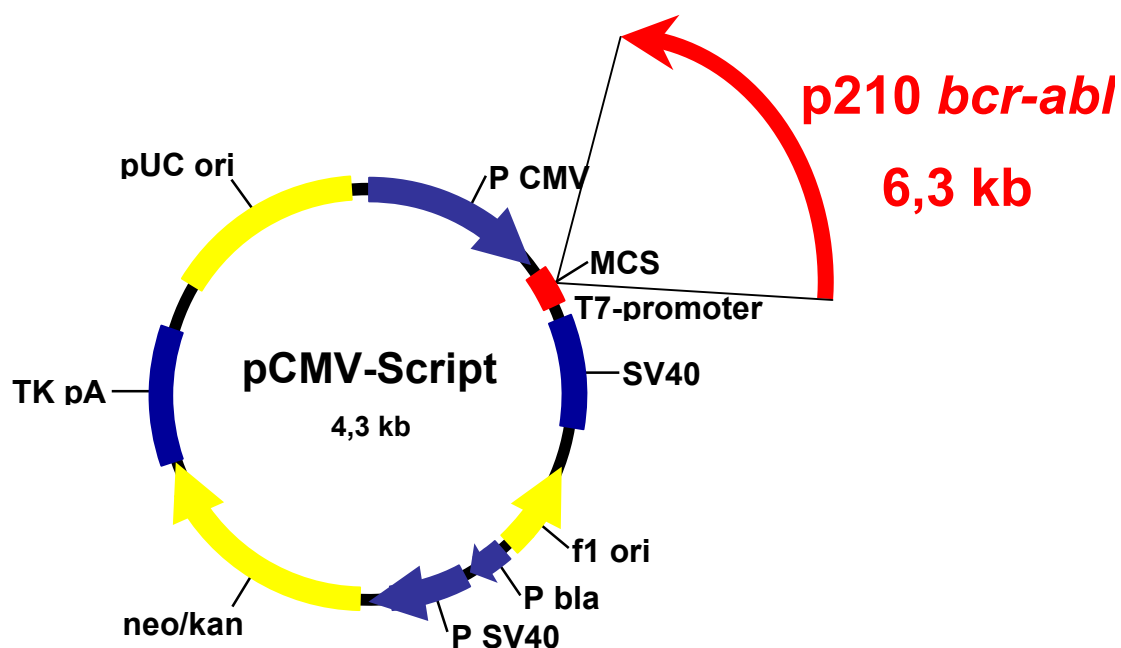 p210 bcr-abl
6,3 kb
pUC ori
P CMV
MCS
T7-promoter
pCMV-Script
4,3 kb
SV40
TK pA
f1 ori
P bla
neo/kan
P SV40